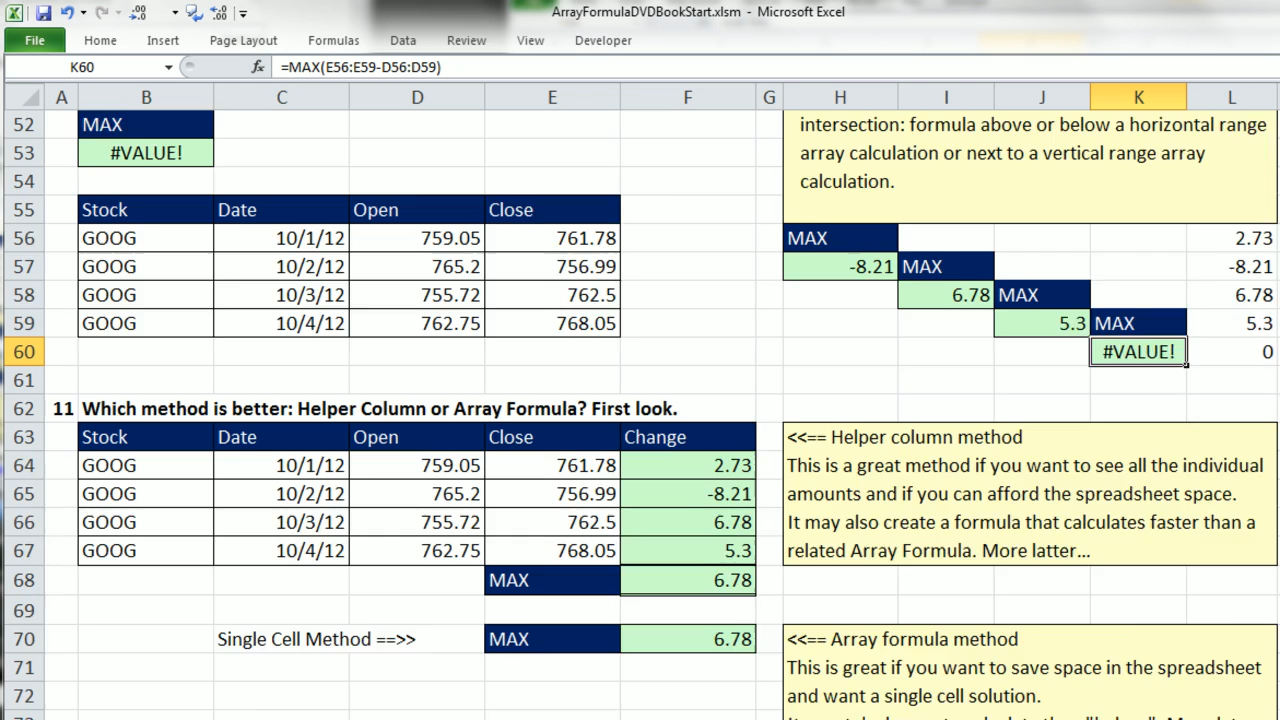 ArrayFormulaDVDBookStart.xlsm - Microsoft Excel
File Home Insert Page Layout Formulas Data Review View Developer
K60 fx =MAX(E56:E59-D56:D59)
A B C D E F G H I J K L
52 MAX intersection: formula above or below a horizontal range
53 #VALUE! array calculation or next to a vertical range array
54 calculation.
55 Stock Date Open Close
56 GOOG 10/1/12 759.05 761.78 MAX 2.73
57 GOOG 10/2/12 765.2 756.99 -8.21 MAX -8.21
58 GOOG 10/3/12 755.72 762.5 6.78 MAX 6.78
59 GOOG 10/4/12 762.75 768.05 5.3 MAX 5.3
60 #VALUE! 0
61
62 11 Which method is better: Helper Column or Array Formula? First look.
63 Stock Date Open Close Change <<== Helper column method
64 GOOG 10/1/12 759.05 761.78 2.73 This is a great method if you want to see all the individual
65 GOOG 10/2/12 765.2 756.99 -8.21 amounts and if you can afford the spreadsheet space.
66 GOOG 10/3/12 755.72 762.5 6.78 It may also create a formula that calculates faster than a
67 GOOG 10/4/12 762.75 768.05 5.3 related Array Formula. More latter...
68 MAX 6.78
69
70 Single Cell Method ==>> MAX 6.78 <<== Array formula method
71 This is great if you want to save space in the spreadsheet
72 and want a single cell solution.